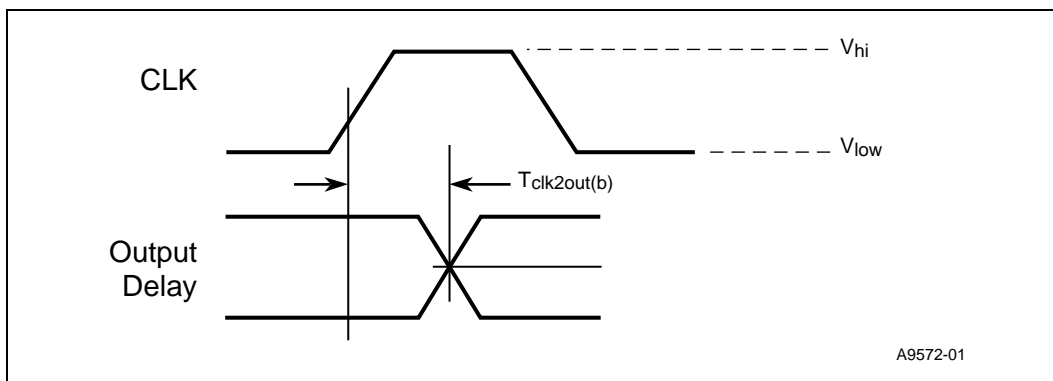 CLK
Vhi
Vlow
Tclk2out(b)
Output
Delay
A9572-01